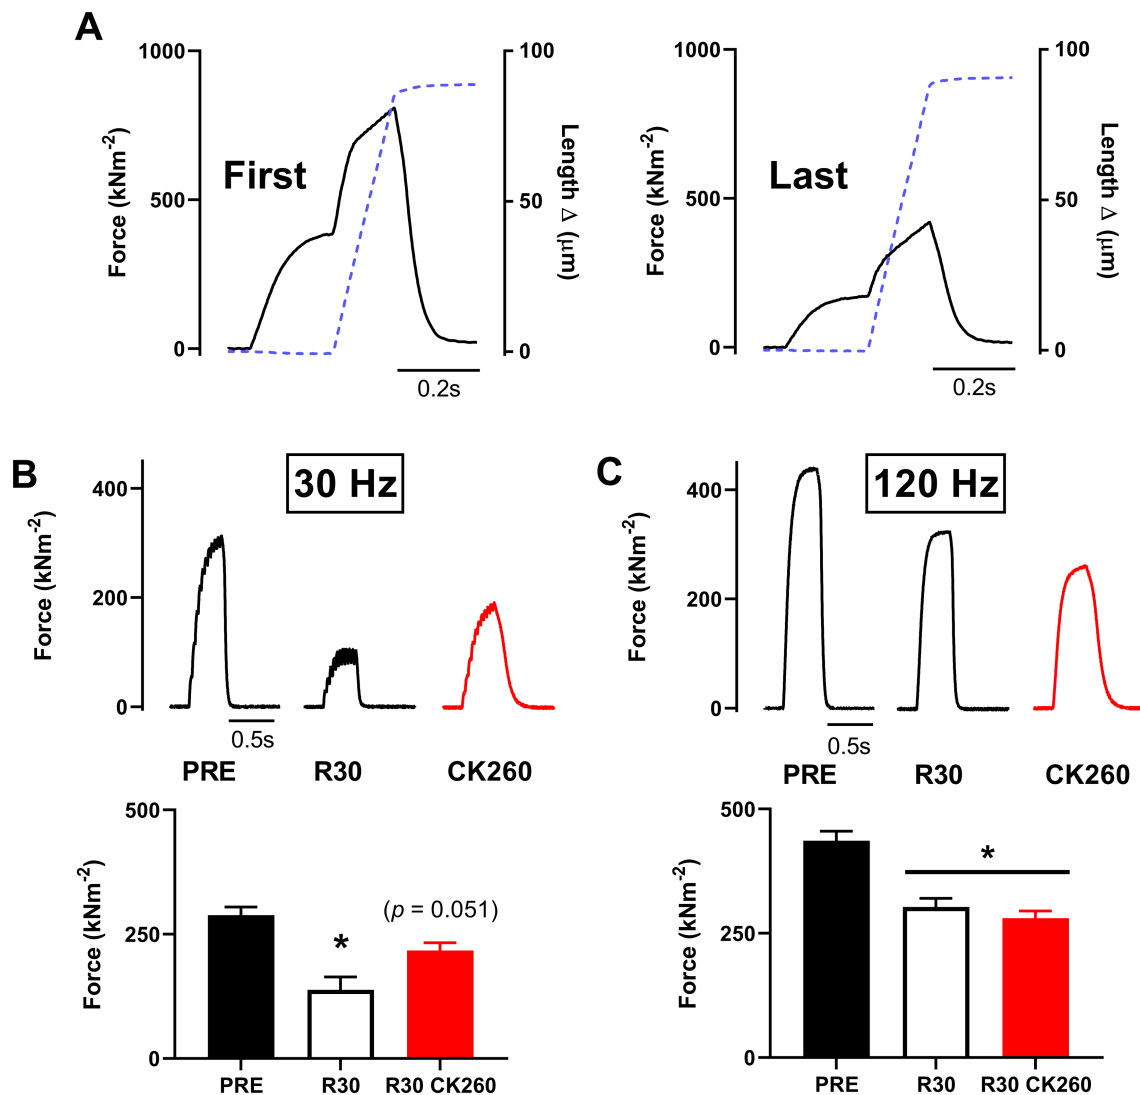 A
1000
500
0
Force (kNm-2)
First
100
50
0
Length Δ (μm)
0.2s
1000
500
0
Force (kNm-2)
Last
100
50
0
Length Δ (μm)
0.2s
B
30 Hz
400
200
0
Force (kNm-2)
0.5s
PRE R30 CK260
500
250
0
Force (kNm-2)
*
(p = 0.051)
PRE R30 R30 CK260
C
120 Hz
400
200
0
Force (kNm-2)
0.5s
PRE R30 CK260
500
250
0
Force (kNm-2)
*
PRE R30 R30 CK260